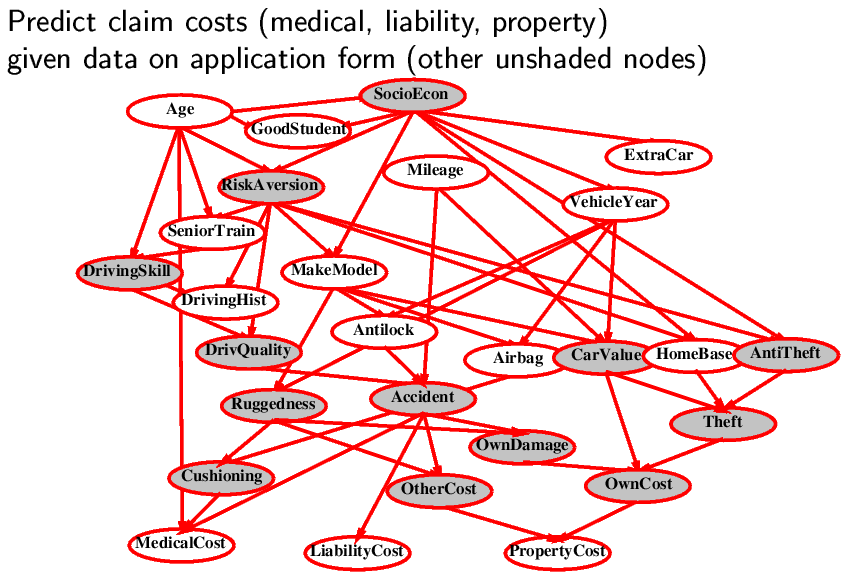 Predict claim costs (medical, liability, property)
given data on application form (other unshaded nodes)
SocioEcon
Age
GoodStudent
ExtraCar
Mileage
RiskAversion
VehicleYear
SeniorTrain
DrivingSkill
MakeModel
DrivingHist
Antilock
DrivQuality
Airbag
CarValue
HomeBase
AntiTheft
Ruggedness
Accident
Theft
OwnDamage
Cushioning
OtherCost
OwnCost
MedicalCost
LiabilityCost
PropertyCost